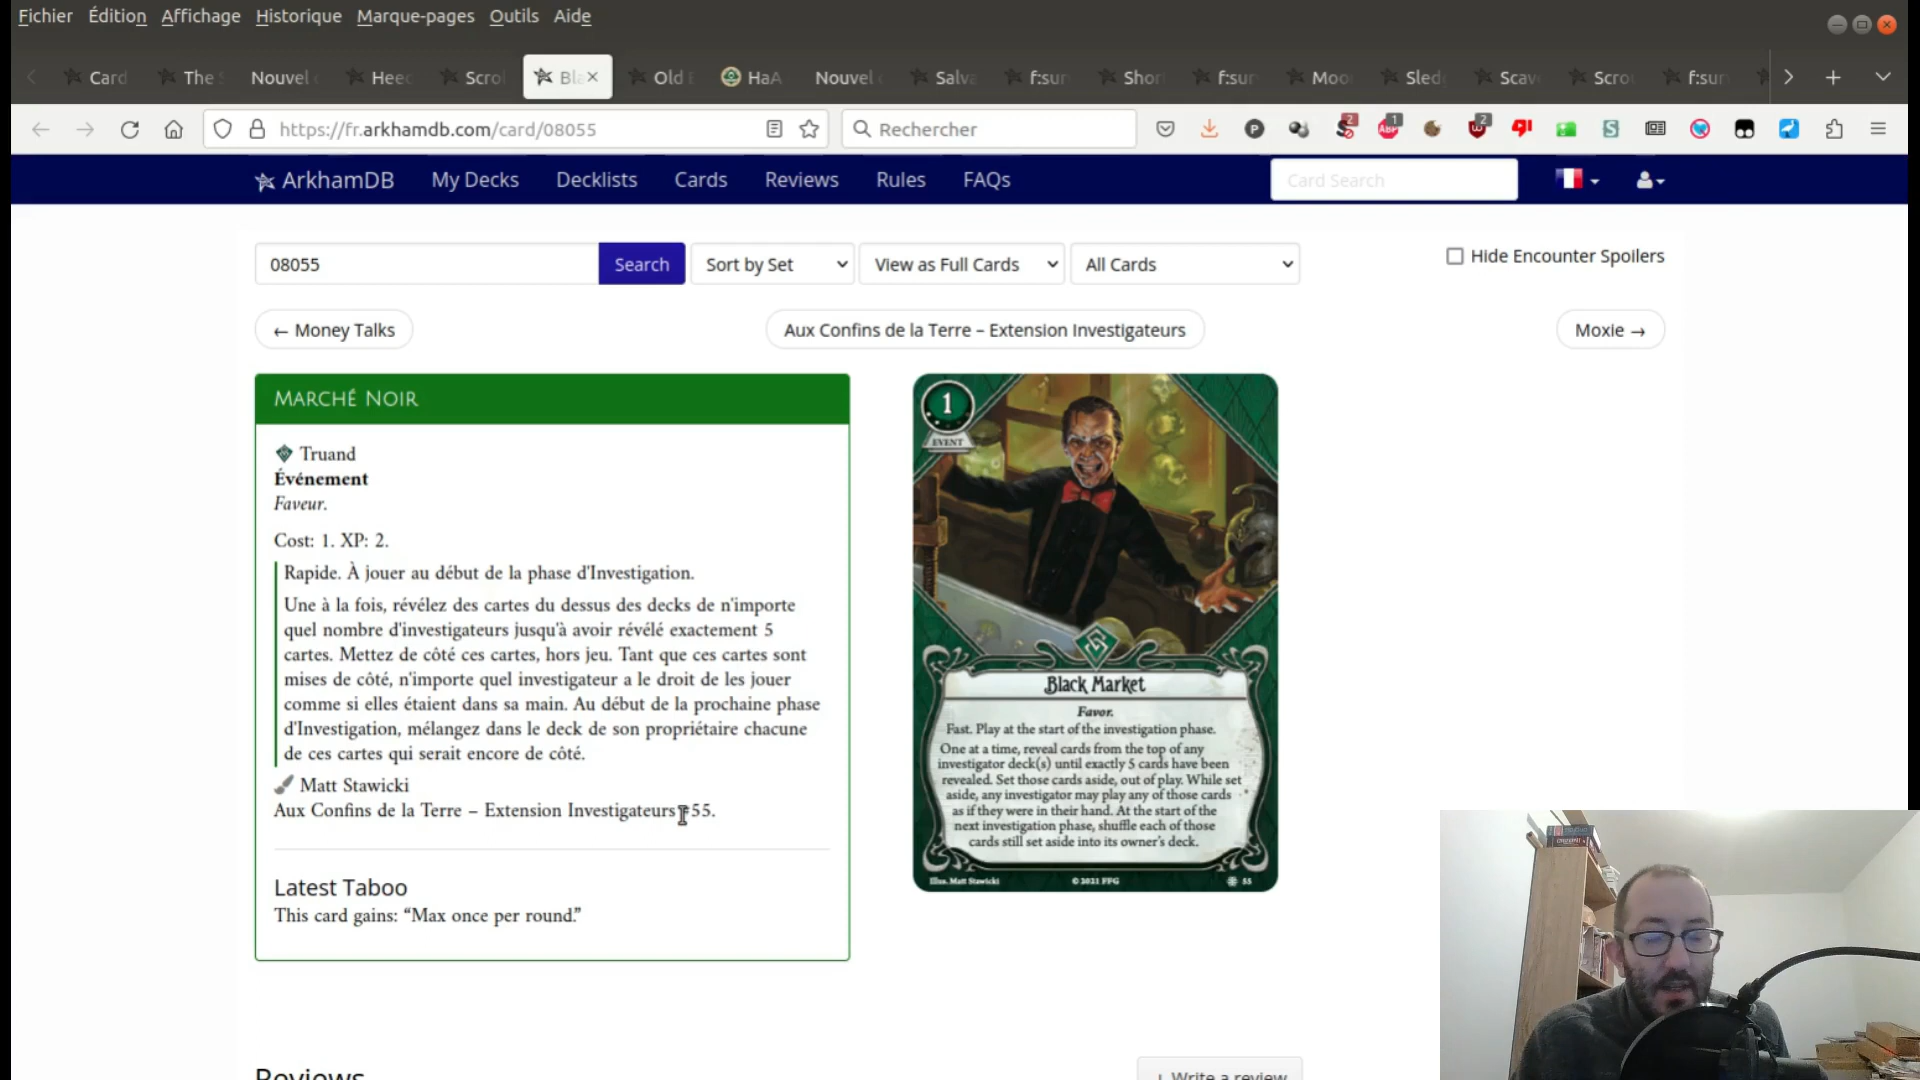 Fichier Édition Affichage Historique Marque-pages Outils Aide
Card The Nouvel Heed Scrol Bla Old HaA Nouvel Salva f:sur Shor f:sur Moo Sled Scav Scro f:sur
https://fr.arkhamdb.com/card/08055
Rechercher
2 1 2
ABP
ArkhamDB My Decks Decklists Cards Reviews Rules FAQs
Card Search
08055 Search Sort by Set View as Full Cards All Cards
Hide Encounter Spoilers
← Money Talks
Aux Confins de la Terre – Extension Investigateurs
Moxie →
Marché Noir
Truand
Événement
Faveur.
Cost: 1. XP: 2.
Rapide. À jouer au début de la phase d'Investigation.
Une à la fois, révélez des cartes du dessus des decks de n'importe
quel nombre d'investigateurs jusqu'à avoir révélé exactement 5
cartes. Mettez de côté ces cartes, hors jeu. Tant que ces cartes sont
mises de côté, n'importe quel investigateur a le droit de les jouer
comme si elles étaient dans sa main. Au début de la prochaine phase
d'Investigation, mélangez dans le deck de son propriétaire chacune
de ces cartes qui serait encore de côté.
Matt Stawicki
Aux Confins de la Terre – Extension Investigateurs #55.
Latest Taboo
This card gains: “Max once per round.”
1
EVENT
Black Market
Favor.
Fast. Play at the start of the investigation phase.
One at a time, reveal cards from the top of any
investigator deck(s) until exactly 5 cards have been
revealed. Set those cards aside, out of play. While set
aside, any investigator may play any of those cards
as if they were in their hand. At the start of the
next investigation phase, shuffle each of those
cards still set aside into its owner's deck.
Illus. Matt Stawicki
© 2021 FFG
55
Reviews
Write a review